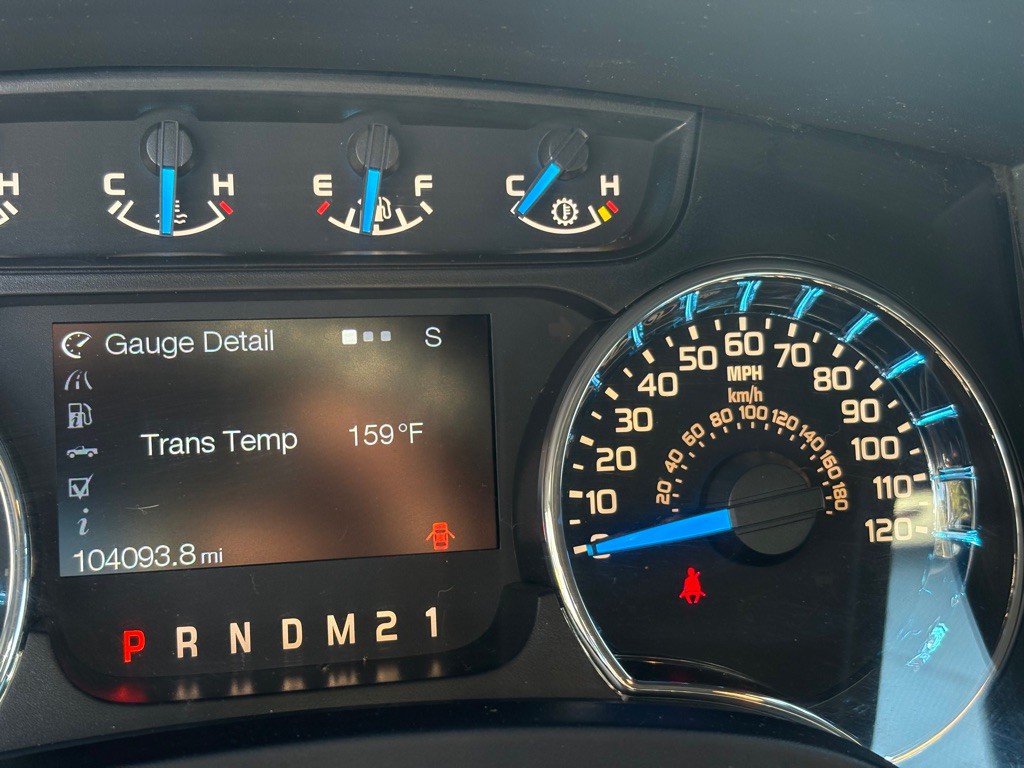 H C H E F C H
Gauge Detail S
Trans Temp 159°F
104093.8 mi
P R N D M 2 1
0 10 20 30 40 50 60 70 80 90 100 110 120
MPH
km/h
20 40 60 80 100 120 140 160 180